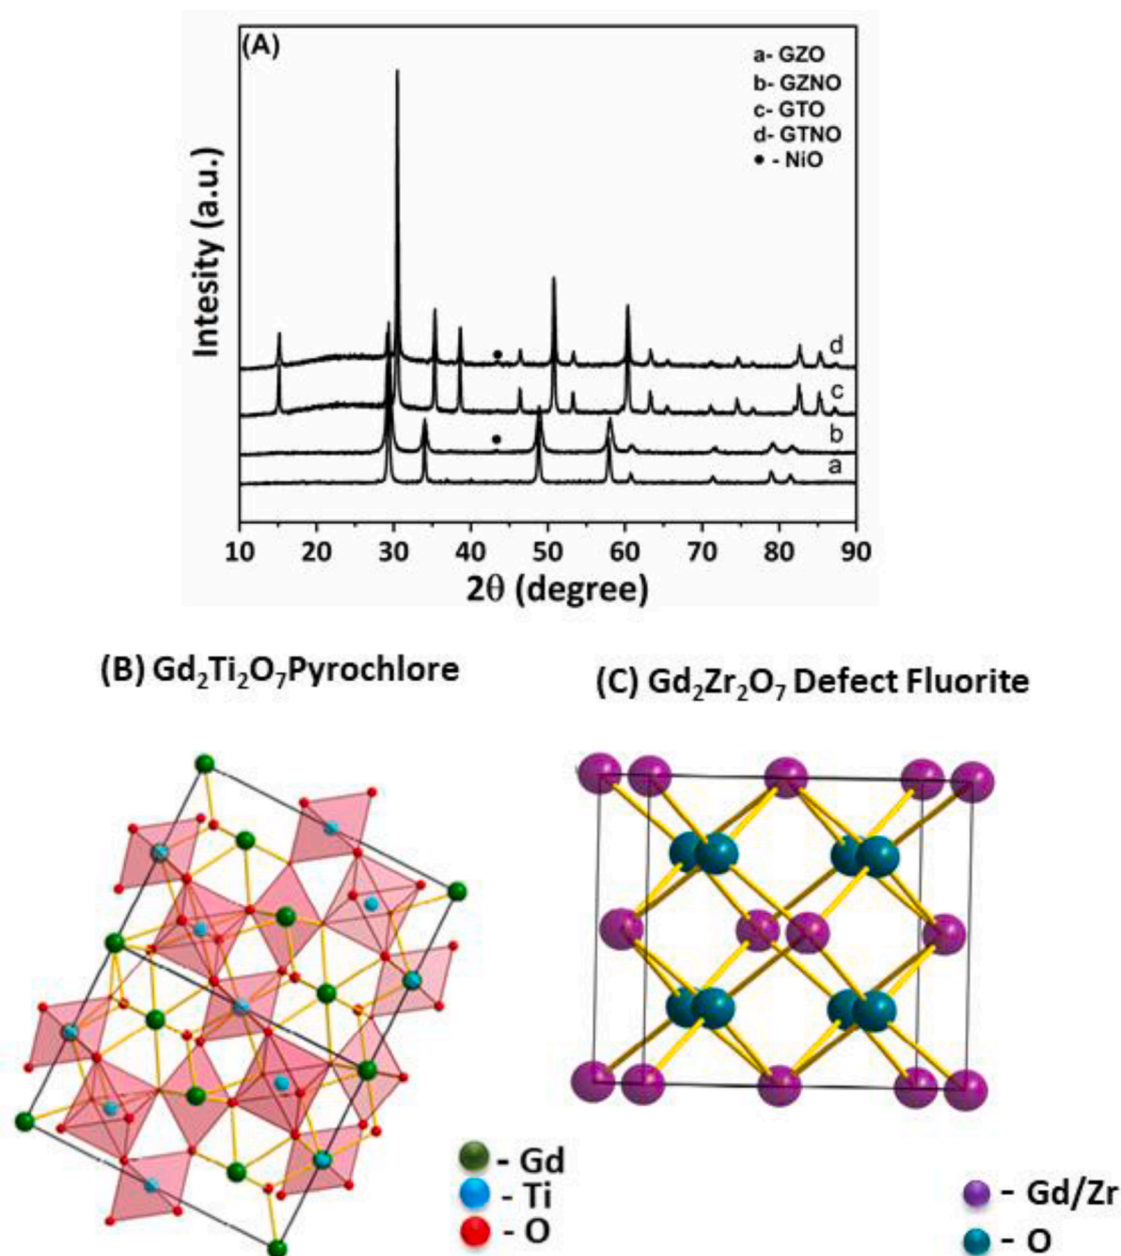 (A)
a- GZO
b- GZNO
c- GTO
d- GTNO
● - NiO
Intesity (a.u.)
d
c
b
a
10 20 30 40 50 60 70 80 90
2θ (degree)
(B) Gd₂Ti₂O₇Pyrochlore
(C) Gd₂Zr₂O₇ Defect Fluorite
- Gd
- Ti
- O
- Gd/Zr
- O